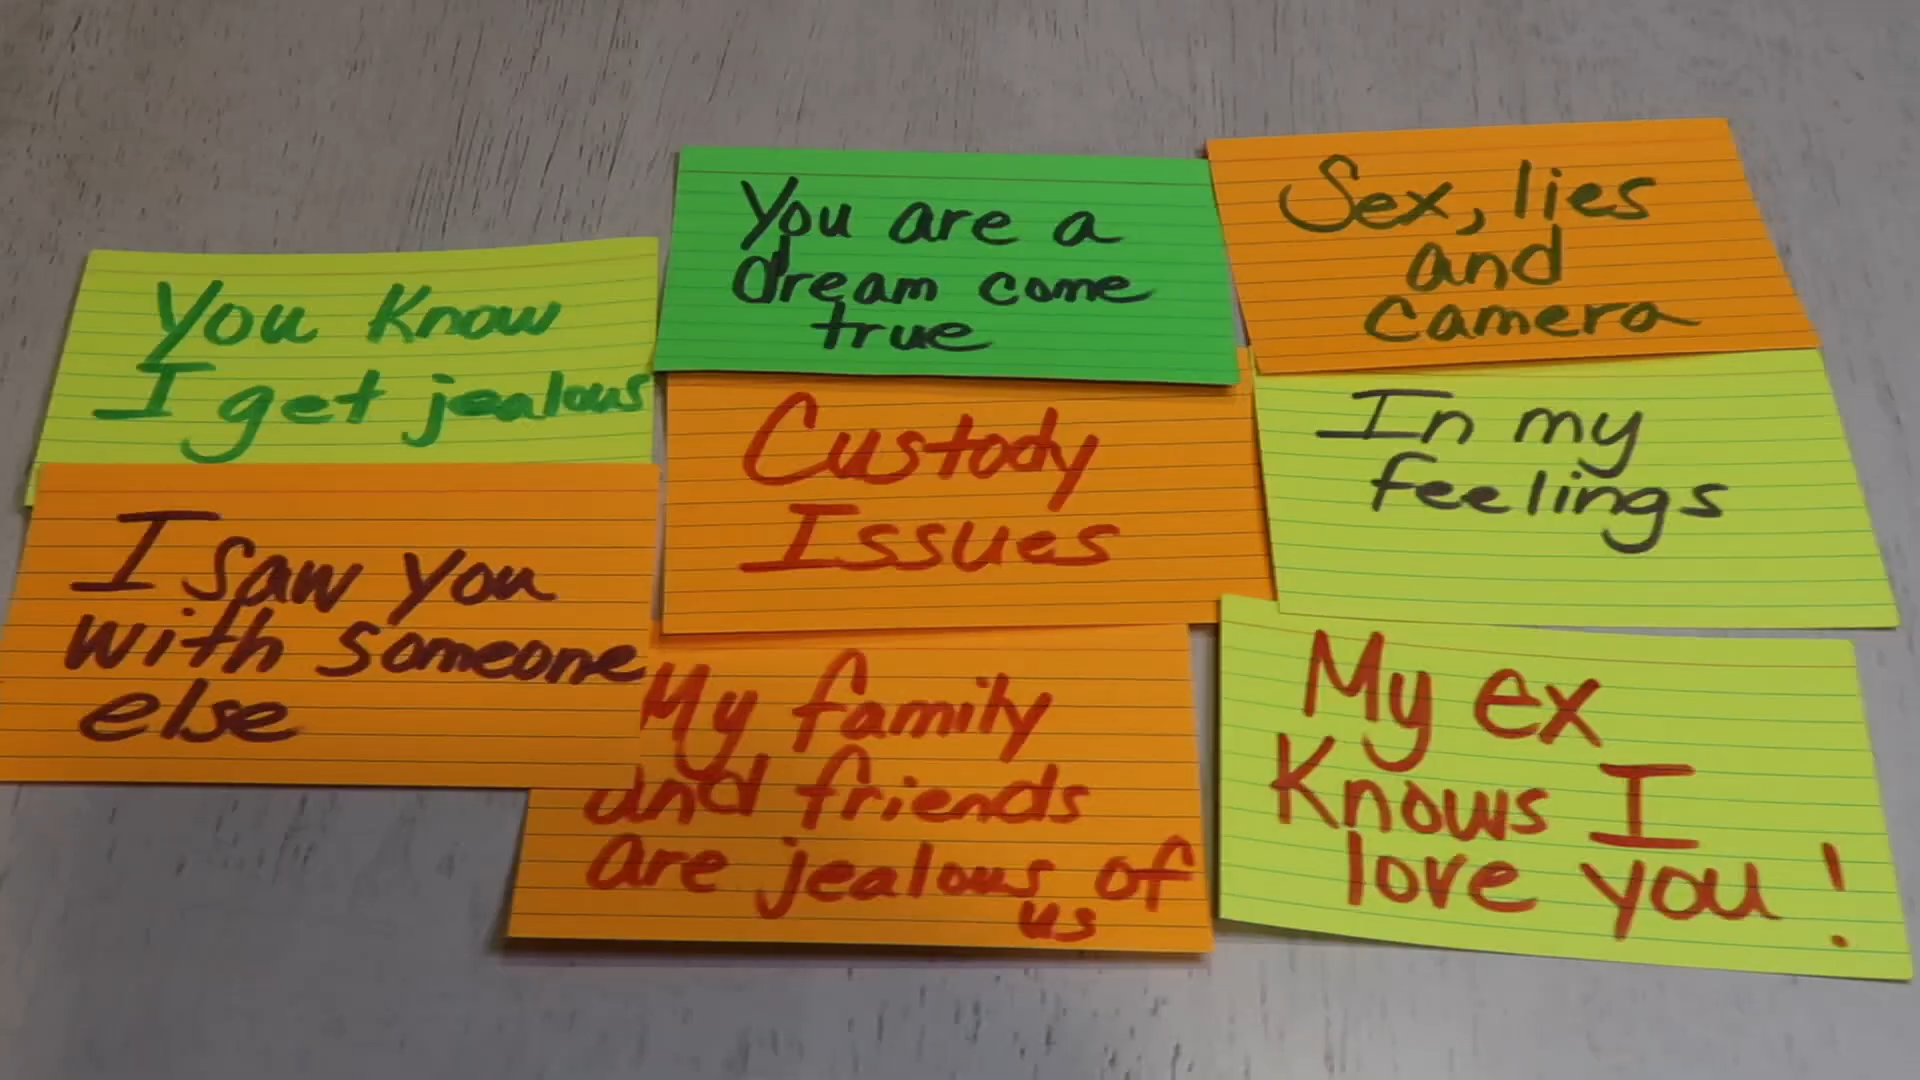 You Know
I get jealous
You are a
dream come
true
Sex, lies
and
camera
I saw you
with someone
else
Custody
Issues
In my
feelings
My family
and friends
are jealous of
us
My ex
Knows I
love you!